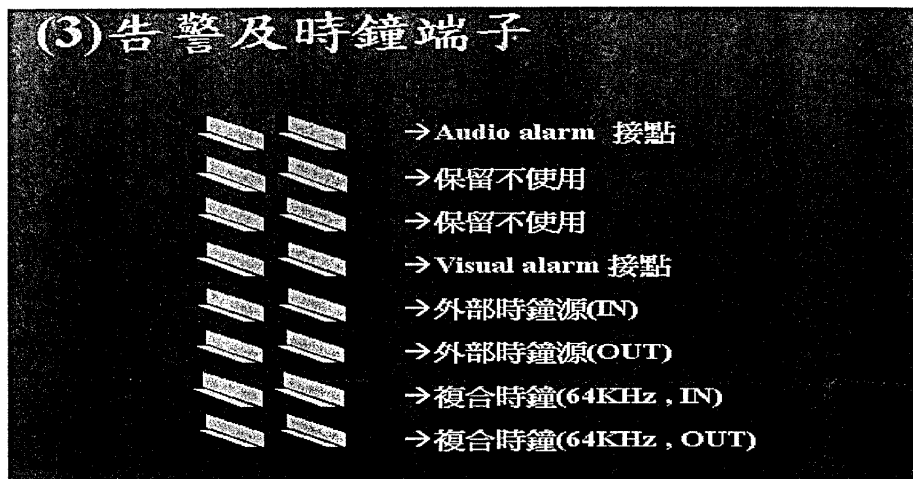 (3)告警及時鐘端子
→Audio alarm 接點
→保留不使用
→保留不使用
→Visual alarm 接點
→外部時鐘源(IN)
→外部時鐘源(OUT)
→複合時鐘(64KHz , IN)
→複合時鐘(64KHz , OUT)